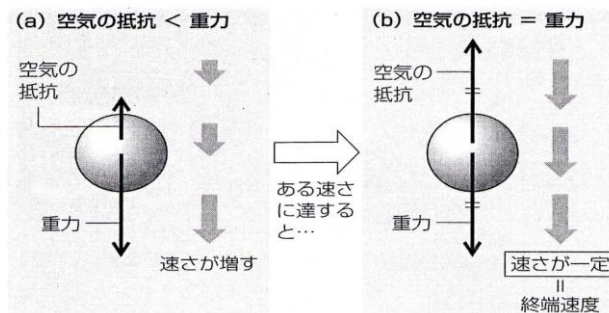 (a) 空気の抵抗 < 重力
空気の
抵抗
重力
速さが増す
ある速さ
に達する
と…
(b) 空気の抵抗 = 重力
空気の
抵抗
重力
速さが一定
=
終端速度